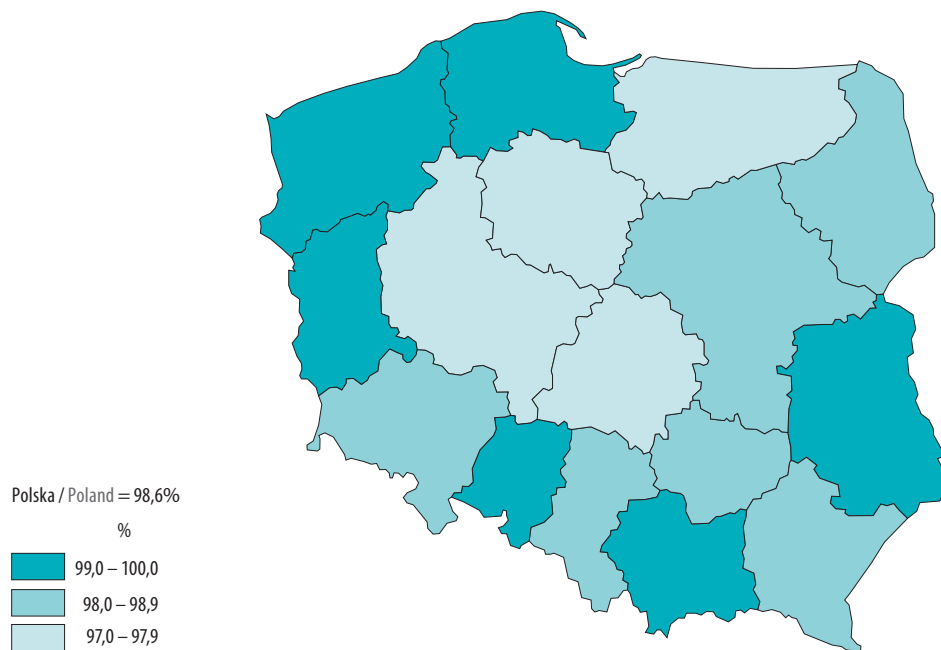 Polska / Poland = 98,6%
%
99,0 – 100,0
98,0 – 98,9
97,0 – 97,9